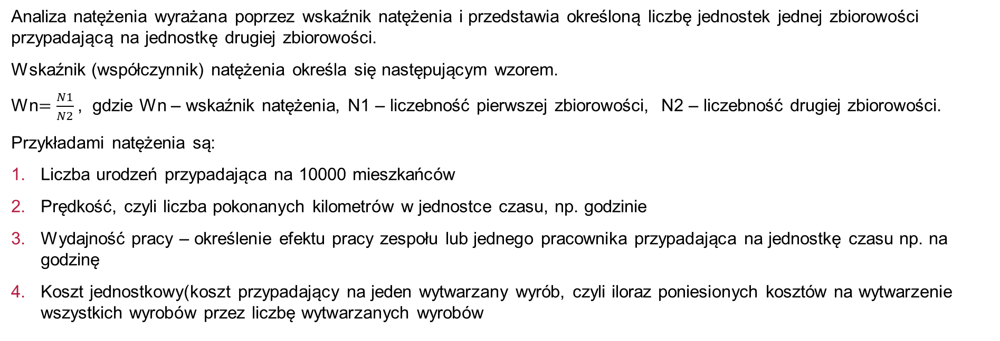 Analiza natężenia wyrażana poprzez wskaźnik natężenia i przedstawia określoną liczbę jednostek jednej zbiorowości
przypadającą na jednostkę drugiej zbiorowości.
Wskaźnik (współczynnik) natężenia określa się następującym wzorem.
Wn= N1/N2, gdzie Wn – wskaźnik natężenia, N1 – liczebność pierwszej zbiorowości, N2 – liczebność drugiej zbiorowości.
Przykładami natężenia są:
1. Liczba urodzeń przypadająca na 10000 mieszkańców
2. Prędkość, czyli liczba pokonanych kilometrów w jednostce czasu, np. godzinie
3. Wydajność pracy – określenie efektu pracy zespołu lub jednego pracownika przypadająca na jednostkę czasu np. na
godzinę
4. Koszt jednostkowy(koszt przypadający na jeden wytwarzany wyrób, czyli iloraz poniesionych kosztów na wytwarzenie
wszystkich wyrobów przez liczbę wytwarzanych wyrobów